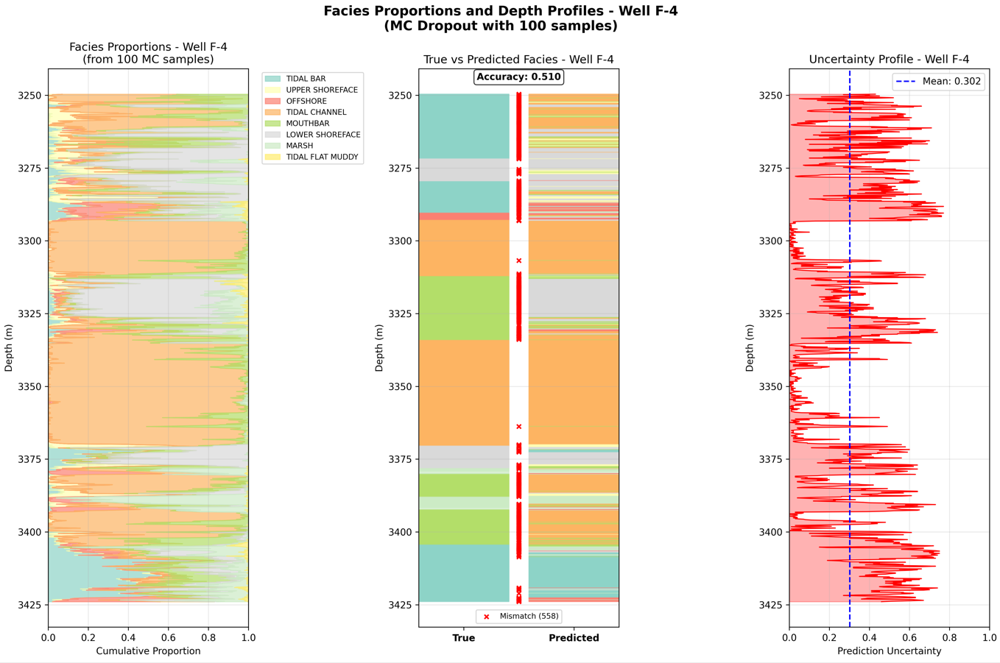 Facies Proportions and Depth Profiles - Well F-4
(MC Dropout with 100 samples)
Facies Proportions - Well F-4
(from 100 MC samples)
3250
3275
3300
3325
3350
3375
3400
3425
Depth (m)
0.0 0.2 0.4 0.6 0.8 1.0
Cumulative Proportion
TIDAL BAR
UPPER SHOREFACE
OFFSHORE
TIDAL CHANNEL
MOUTHBAR
LOWER SHOREFACE
MARSH
TIDAL FLAT MUDDY
True vs Predicted Facies - Well F-4
Accuracy: 0.510
3250
3275
3300
3325
3350
3375
3400
3425
Depth (m)
Mismatch (558)
True Predicted
Uncertainty Profile - Well F-4
Mean: 0.302
3250
3275
3300
3325
3350
3375
3400
3425
Depth (m)
0.0 0.2 0.4 0.6 0.8 1.0
Prediction Uncertainty